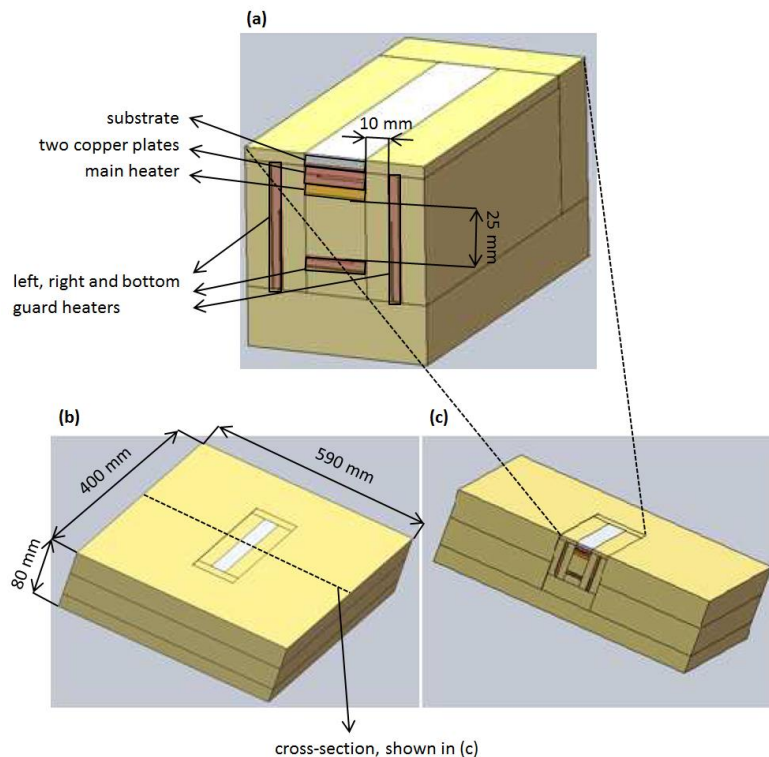 (a)
substrate
10 mm
two copper plates
main heater
25 mm
left, right and bottom
guard heaters
(b)
(c)
400 mm
590 mm
80 mm
cross-section, shown in (c)